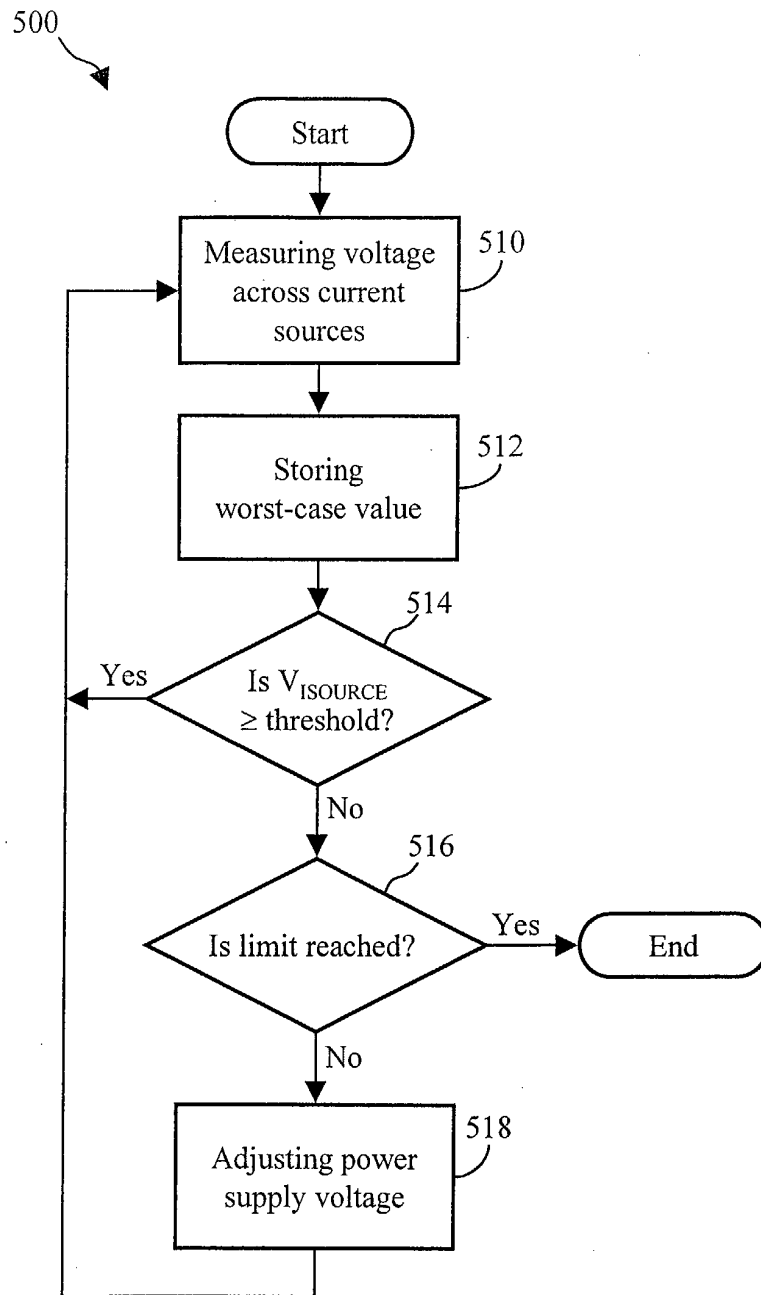 500
Start
Measuring voltage
across current
sources
510
Storing
worst-case value
512
514
Yes
Is VISOURCE
≥ threshold?
No
516
Is limit reached?
Yes
End
No
Adjusting power
supply voltage
518